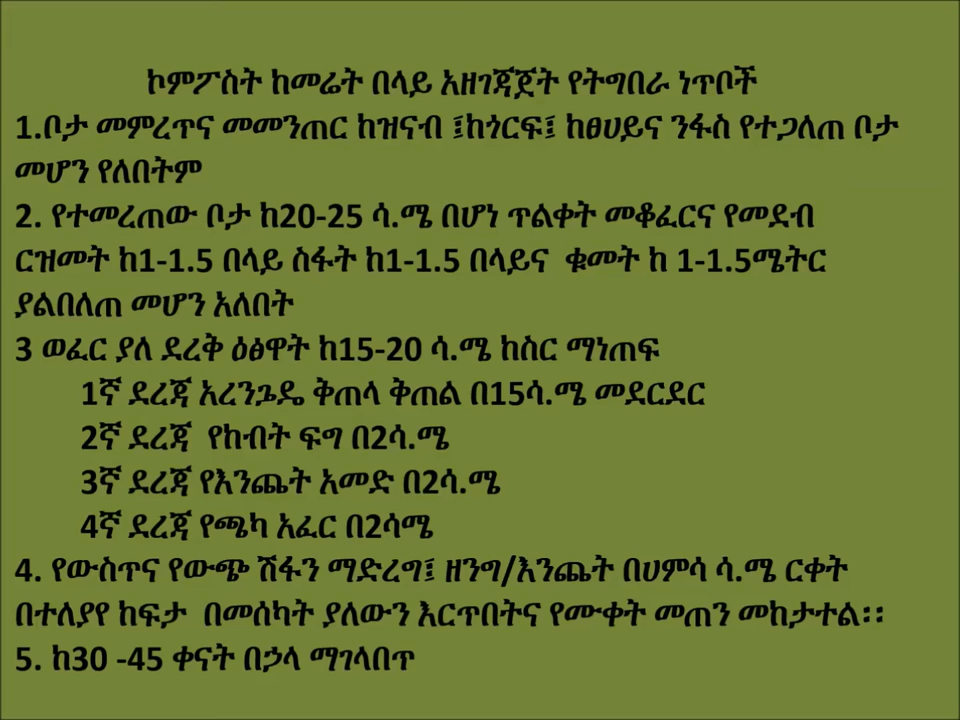 ኮምፖስት ከመሬት በላይ አዘገጃጀት የትግበራ ነጥቦች
1.ቦታ መምረጥና መመንጠር ከዝናብ ፤ከጎርፍ፤ ከፀሀይና ንፋስ የተጋለጠ ቦታ
መሆን የለበትም
2. የተመረጠው ቦታ ከ20-25 ሳ.ሜ በሆነ ጥልቀት መቆፈርና የመደብ
ርዝመት ከ1-1.5 በላይ ስፋት ከ1-1.5 በላይና ቁመት ከ 1-1.5ሜትር
ያልበለጠ መሆን አለበት
3 ወፈር ያለ ደረቅ ዕፅዋት ከ15-20 ሳ.ሜ ከስር ማነጠፍ
1ኛ ደረጃ አረንጏዴ ቅጠላ ቅጠል በ15ሳ.ሜ መደርደር
2ኛ ደረጃ የከብት ፍግ በ2ሳ.ሜ
3ኛ ደረጃ የእንጨት አመድ በ2ሳ.ሜ
4ኛ ደረጃ የጫካ አፈር በ2ሳሜ
4. የውስጥና የውጭ ሽፋን ማድረግ፤ ዘንግ/እንጨት በሀምሳ ሳ.ሜ ርቀት
በተለያየ ከፍታ በመሰካት ያለውን እርጥበትና የሙቀት መጠን መከታተል፡፡
5. ከ30 -45 ቀናት በኃላ ማገላበጥ